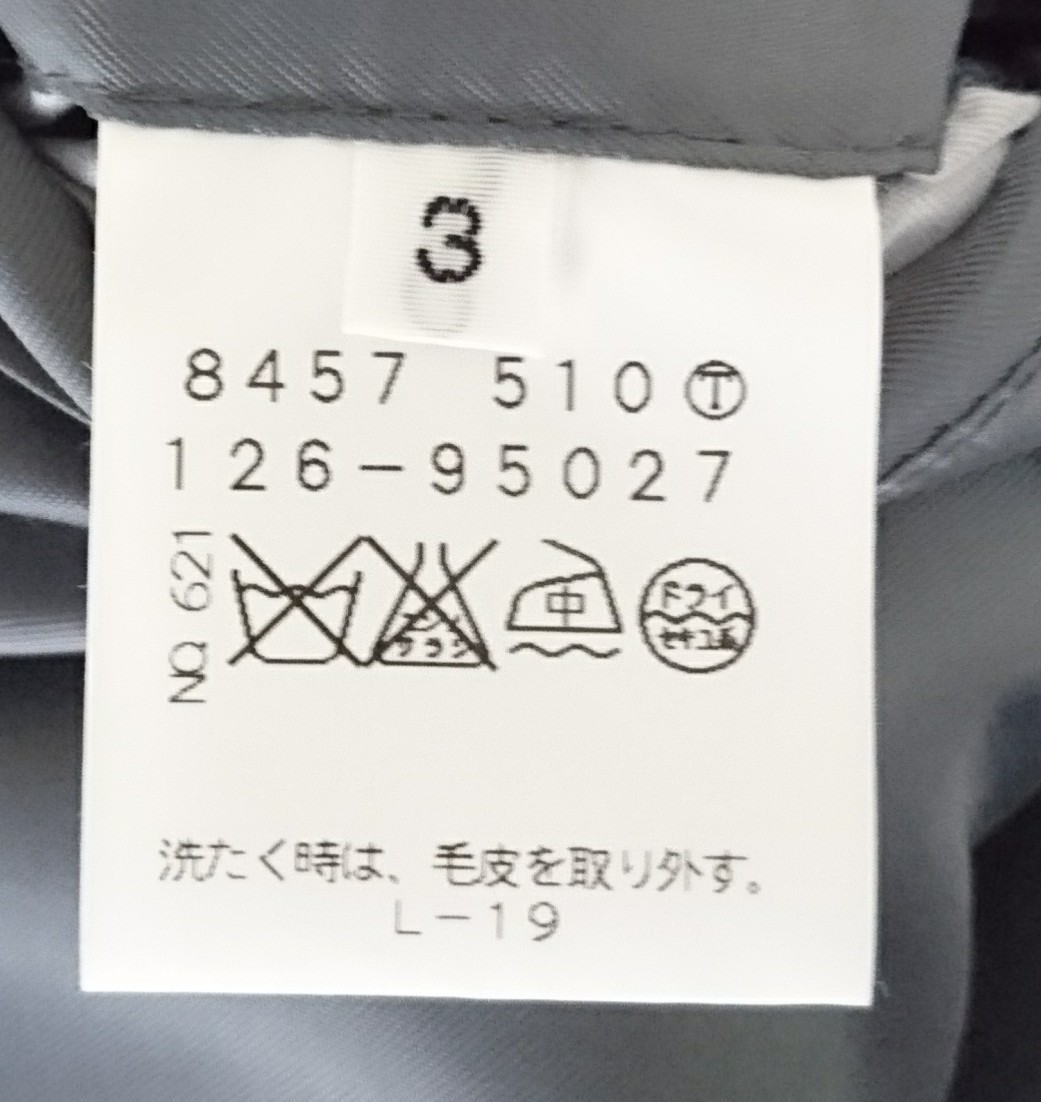 3
8457 510Ⓣ
126-95027
NO 621
中
ドライ
セキユ系
洗たく時は、毛皮を取り外す。
L-19